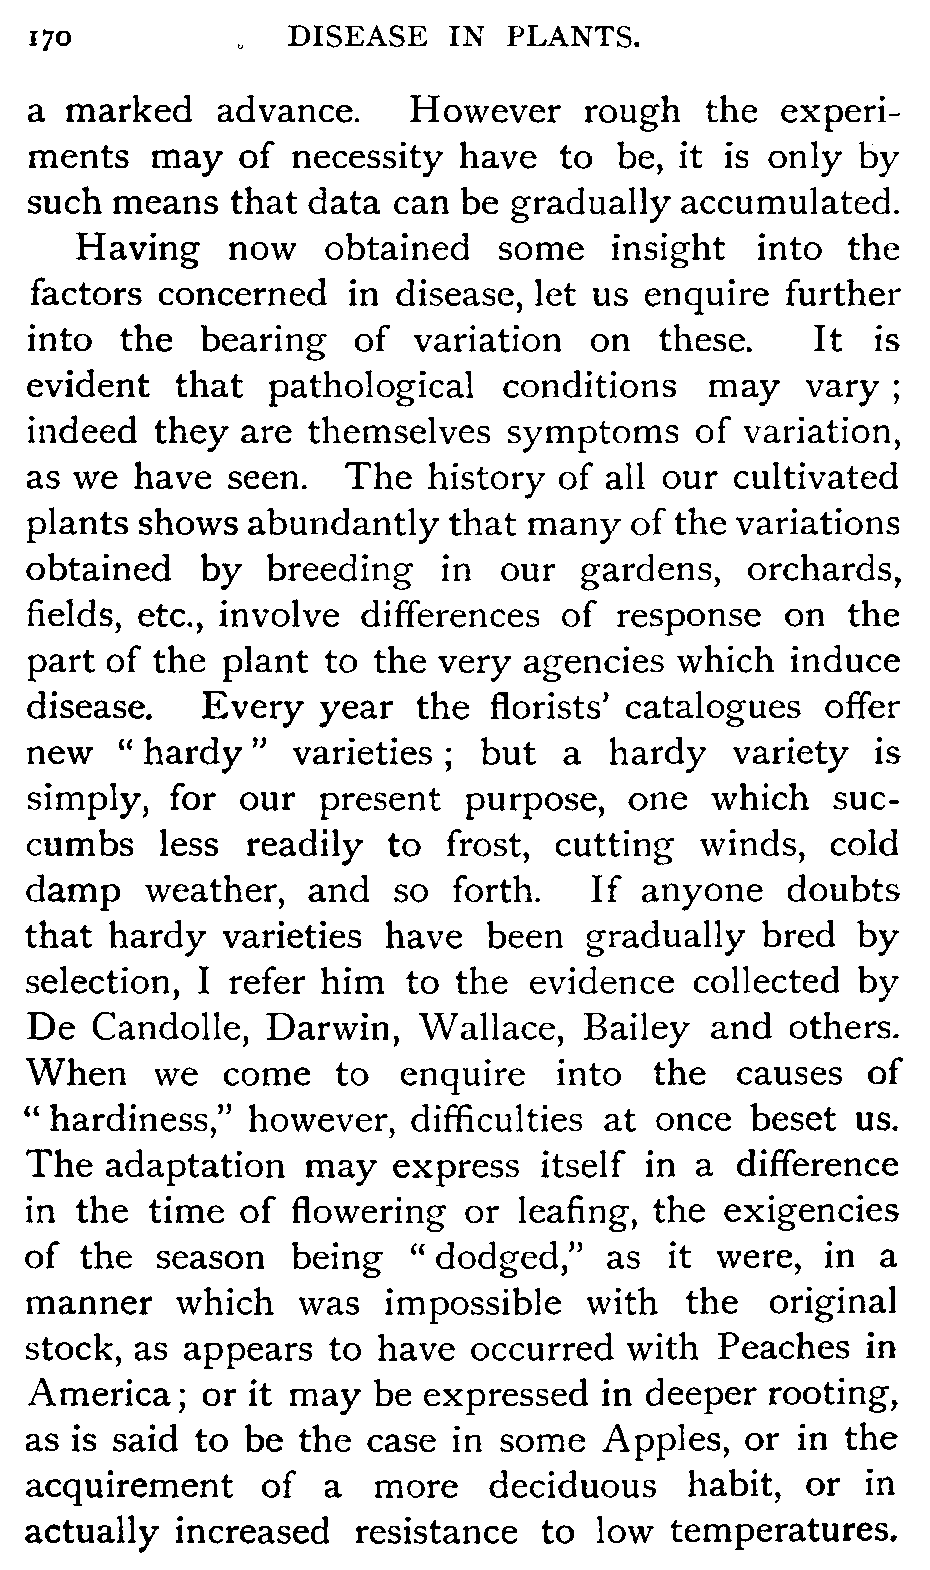 170 DISEASE IN PLANTS.
a marked advance. However rough the experi-
ments may of necessity have to be, it is only by
such means that data can be gradually accumulated.
Having now obtained some insight into the
factors concerned in disease, let us enquire further
into the bearing of variation on these. It is
evident that pathological conditions may vary ;
indeed they are themselves symptoms of variation,
as we have seen. The history of all our cultivated
plants shows abundantly that many of the variations
obtained by breeding in our gardens, orchards,
fields, etc., involve differences of response on the
part of the plant to the very agencies which induce
disease. Every year the florists' catalogues offer
new " hardy " varieties ; but a hardy variety is
simply, for our present purpose, one which suc-
cumbs less readily to frost, cutting winds, cold
damp weather, and so forth. If anyone doubts
that hardy varieties have been gradually bred by
selection, I refer him to the evidence collected by
De Candolle, Darwin, Wallace, Bailey and others.
When we come to enquire into the causes of
" hardiness," however, difficulties at once beset us.
The adaptation may express itself in a difference
in the time of flowering or leafing, the exigencies
of the season being " dodged," as it were, in a
manner which was impossible with the original
stock, as appears to have occurred with Peaches in
America ; or it may be expressed in deeper rooting,
as is said to be the case in some Apples, or in the
acquirement of a more deciduous habit, or in
actually increased resistance to low temperatures.